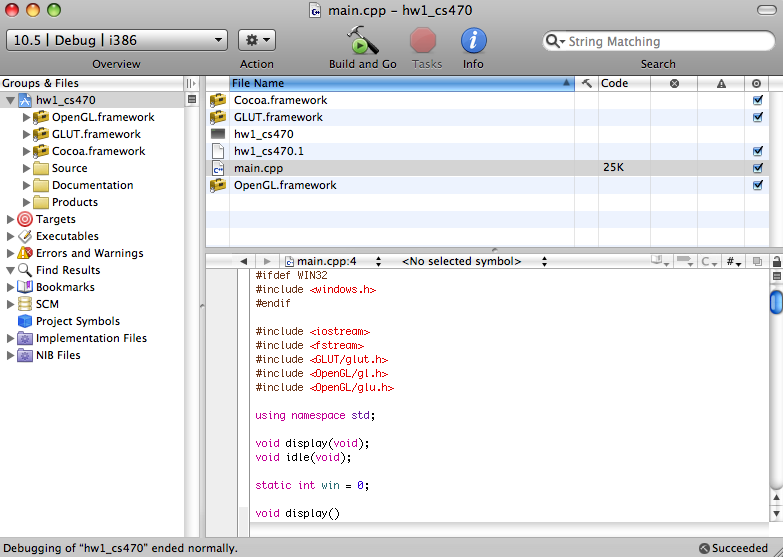 main.cpp – hw1_cs470
10.5 | Debug | i386
String Matching
Overview
Action
Build and Go
Tasks
Info
Search
Groups & Files
File Name
Code
hw1_cs470
OpenGL.framework
GLUT.framework
Cocoa.framework
Source
Documentation
Products
Targets
Executables
Errors and Warnings
Find Results
Bookmarks
SCM
Project Symbols
Implementation Files
NIB Files
Cocoa.framework
GLUT.framework
hw1_cs470
hw1_cs470.1
main.cpp 25K
OpenGL.framework
main.cpp:4 <No selected symbol> C #
#ifdef WIN32
#include <windows.h>
#endif
#include <iostream>
#include <fstream>
#include <GLUT/glut.h>
#include <OpenGL/gl.h>
#include <OpenGL/glu.h>
using namespace std;
void display(void);
void idle(void);
static int win = 0;
void display()
Debugging of “hw1_cs470” ended normally.
Succeeded